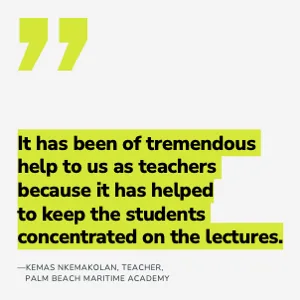 ”
It has been of tremendous
help to us as teachers
because it has helped
to keep the students
concentrated on the lectures.
—KEMAS NKEMAKOLAN, TEACHER,
PALM BEACH MARITIME ACADEMY